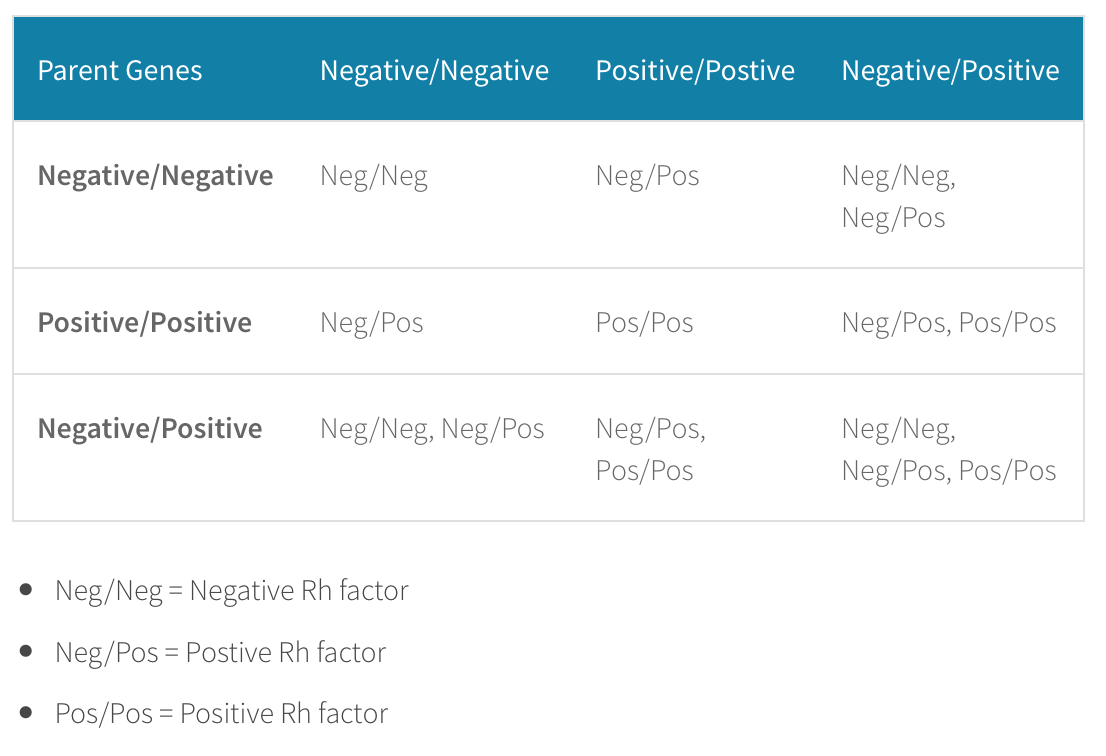 Parent Genes Negative/Negative Positive/Postive Negative/Positive
Negative/Negative Neg/Neg Neg/Pos Neg/Neg,
Neg/Pos
Positive/Positive Neg/Pos Pos/Pos Neg/Pos, Pos/Pos
Negative/Positive Neg/Neg, Neg/Pos Neg/Pos, Neg/Neg,
Pos/Pos Neg/Pos, Pos/Pos
• Neg/Neg = Negative Rh factor
• Neg/Pos = Postive Rh factor
• Pos/Pos = Positive Rh factor